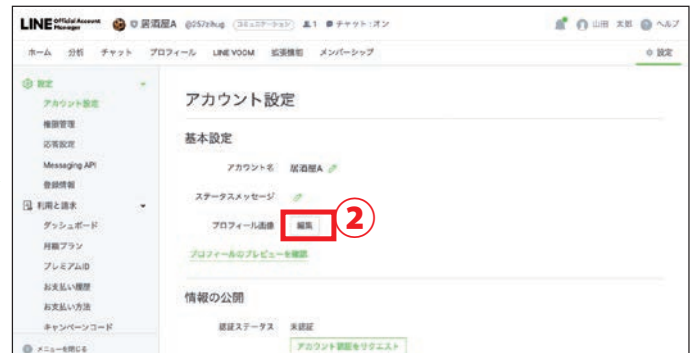 LINE Official Account Manager 居酒屋A @257zihug コミュニケーション 1 チャット:オン 山田 太郎 ヘルプ
ホーム 分析 チャット プロフィール LINE VOOM 拡張機能 メンバーシップ 設定
設定
アカウント設定
権限管理
応答設定
Messaging API
登録情報
利用と請求
ダッシュボード
月額プラン
プレミアムID
お支払い履歴
お支払い方法
キャンペーンコード
メニューを閉じる
アカウント設定
基本設定
アカウント名 居酒屋A
ステータスメッセージ
プロフィール画像 編集 ②
プロフィールのプレビューを確認
情報の公開
認証ステータス 未認証
アカウント認証をリクエスト